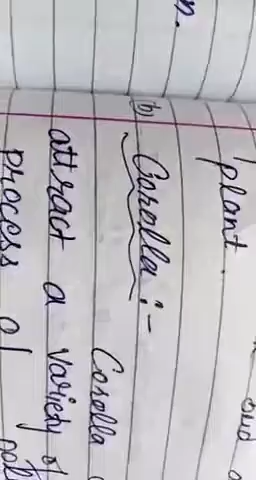 plant.
(b) Corolla :-
Corolla
attract a variety of
process of